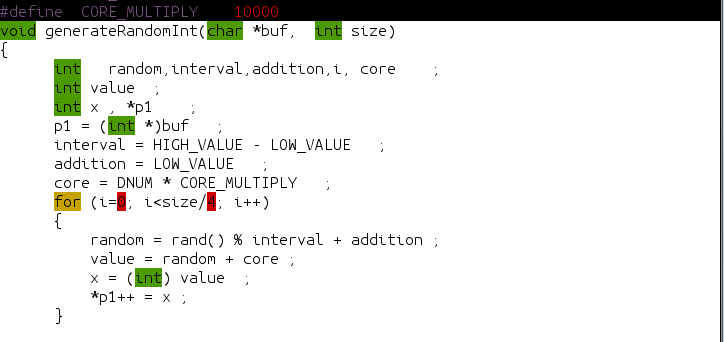 #define  CORE_MULTIPLY    10000
void generateRandomInt(char *buf,  int size)
{
      int   random,interval,addition,i, core    ;
      int value  ;
      int x , *p1    ;
      p1 = (int *)buf   ;
      interval = HIGH_VALUE - LOW_VALUE   ;
      addition = LOW_VALUE   ;
      core = DNUM * CORE_MULTIPLY   ;
      for (i=0; i<size/4; i++)
      {
          random = rand() % interval + addition ;
          value = random + core ;
          x = (int) value  ;
          *p1++ = x ;
      }